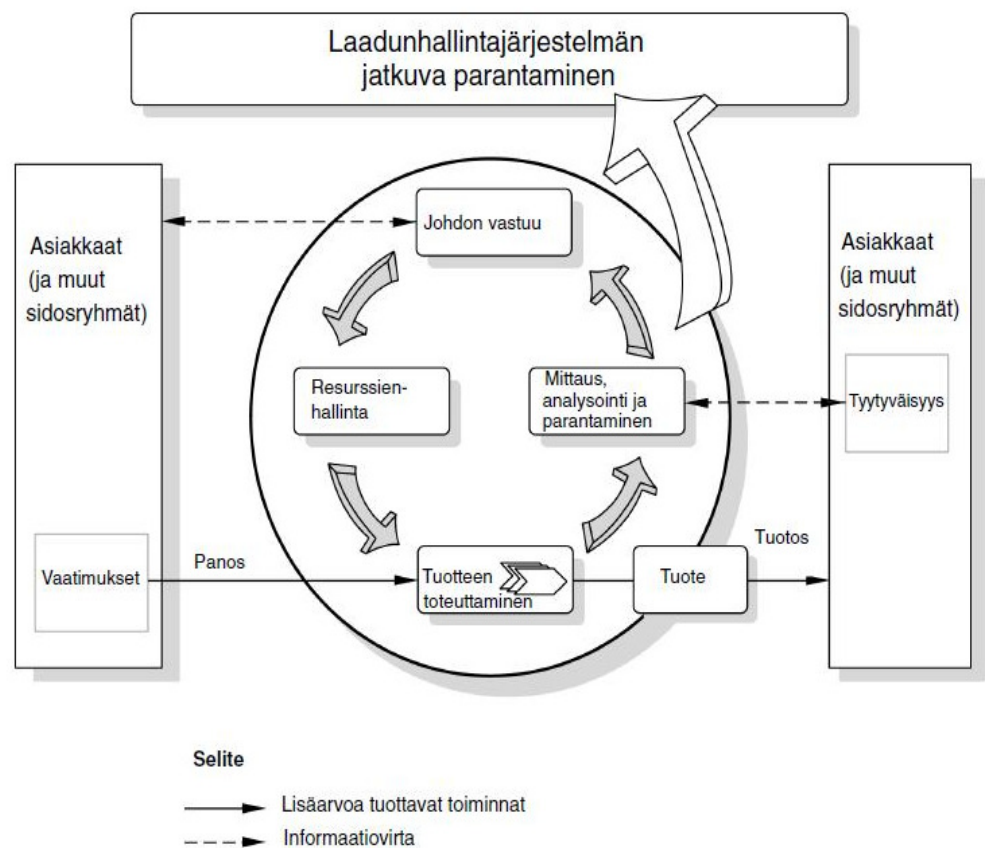 Laadunhallintajärjestelmän
jatkuva parantaminen
Asiakkaat
(ja muut
sidosryhmät)
Johdon vastuu
Asiakkaat
(ja muut
sidosryhmät)
Resurssien-
hallinta
Mittaus,
analysointi ja
parantaminen
Tyytyväisyys
Vaatimukset
Panos
Tuotteen
toteuttaminen
Tuote
Tuotos
Selite
Lisäarvoa tuottavat toiminnat
Informaatiovirta